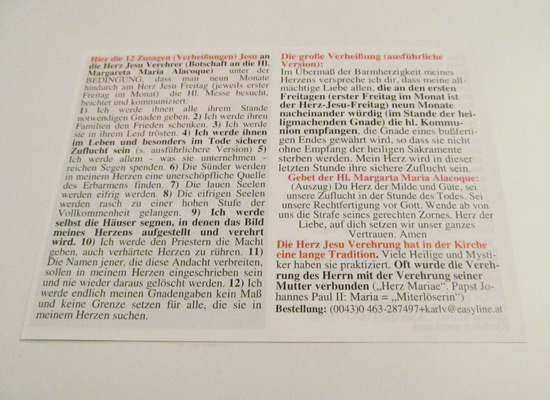 Hier die 12 Zusagen (Verheißungen) Jesu an
die Herz Jesu Verehrer (Botschaft an die Hl.
Margareta Maria Alacoque) unter der
BEDINGUNG, dass man neun Monate
hindurch am Herz Jesu Freitag (jeweils erster
Freitag im Monat) die Hl. Messe besucht,
beichtet und kommuniziert:
1) Ich werde ihnen alle ihrem Stande
notwendigen Gnaden geben. 2) Ich werde ihren
Familien den Frieden schenken. 3) Ich werde
sie in ihrem Leid trösten. 4) Ich werde ihnen
im Leben und besonders im Tode sichere
Zuflucht sein (s. ausführlichere Version) 5)
Ich werde allem - was sie unternehmen -
reichen Segen spenden. 6) Die Sünder werden
in meinem Herzen eine unerschöpfliche Quelle
des Erbarmens finden. 7) Die lauen Seelen
werden eifrig werden. 8) Die eifrigen Seelen
werden rasch zu einer hohen Stufe der
Vollkommenheit gelangen. 9) Ich werde
selbst die Häuser segnen, in denen das Bild
meines Herzens aufgestellt und verehrt
wird. 10) Ich werde den Priestern die Macht
geben, auch verhärtete Herzen zu rühren. 11)
Die Namen jener, die diese Andacht verbreiten,
sollen in meinem Herzen eingeschrieben sein
und nie wieder daraus gelöscht werden. 12) Ich
werde endlich meinen Gnadengaben kein Maß
und keine Grenze setzen für alle, die sie in
meinem Herzen suchen.
Die große Verheißung (ausführliche
Version):
Im Übermaß der Barmherzigkeit meines
Herzens verspreche ich dir, dass meine all-
mächtige Liebe allen, die an den ersten
Freitagen (erster Freitag im Monat ist
der Herz-Jesu-Freitag) neun Monate
nacheinander würdig (im Stande der hei-
ligmachenden Gnade) die hl. Kommu-
nion empfangen, die Gnade eines bußferti-
gen Endes gewährt wird, so dass sie nicht
ohne Empfang der heiligen Sakramente
sterben werden. Mein Herz wird in dieser
letzten Stunde ihre sichere Zuflucht sein.
Gebet der Hl. Margareta Maria Alacoque:
(Auszug) Du Herz der Milde und Güte, sei
unsere Zuflucht in der Stunde des Todes. Sei
unsere Rechtfertigung vor Gott. Wende ab von
uns die Strafe seines gerechten Zornes. Herz der
Liebe, auf dich setzen wir unser ganzes
Vertrauen. Amen
Die Herz Jesu Verehrung hat in der Kirche
eine lange Tradition. Viele Heilige und Mysti-
ker haben sie praktiziert. Oft wurde die Vereh-
rung des Herrn mit der Verehrung seiner
Mutter verbunden („Herz Mariae“. Papst Jo-
hannes Paul II: Maria = „Miterlöserin“)
Bestellung: (0043)0 463-287497+karlv@easyline.at